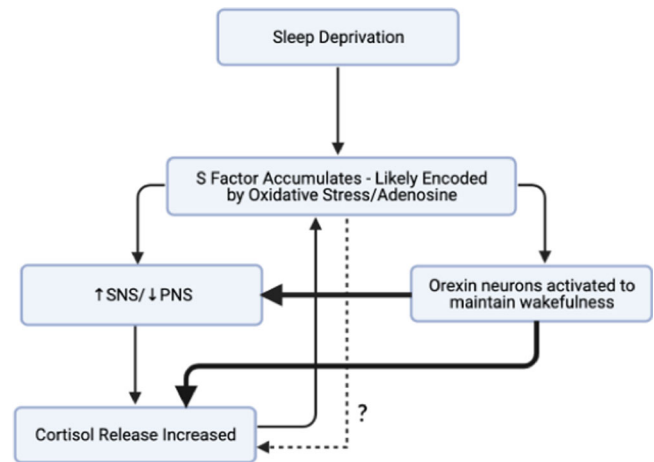 Sleep Deprivation
S Factor Accumulates - Likely Encoded
by Oxidative Stress/Adenosine
↑SNS/↓PNS
Orexin neurons activated to
maintain wakefulness
Cortisol Release Increased
?